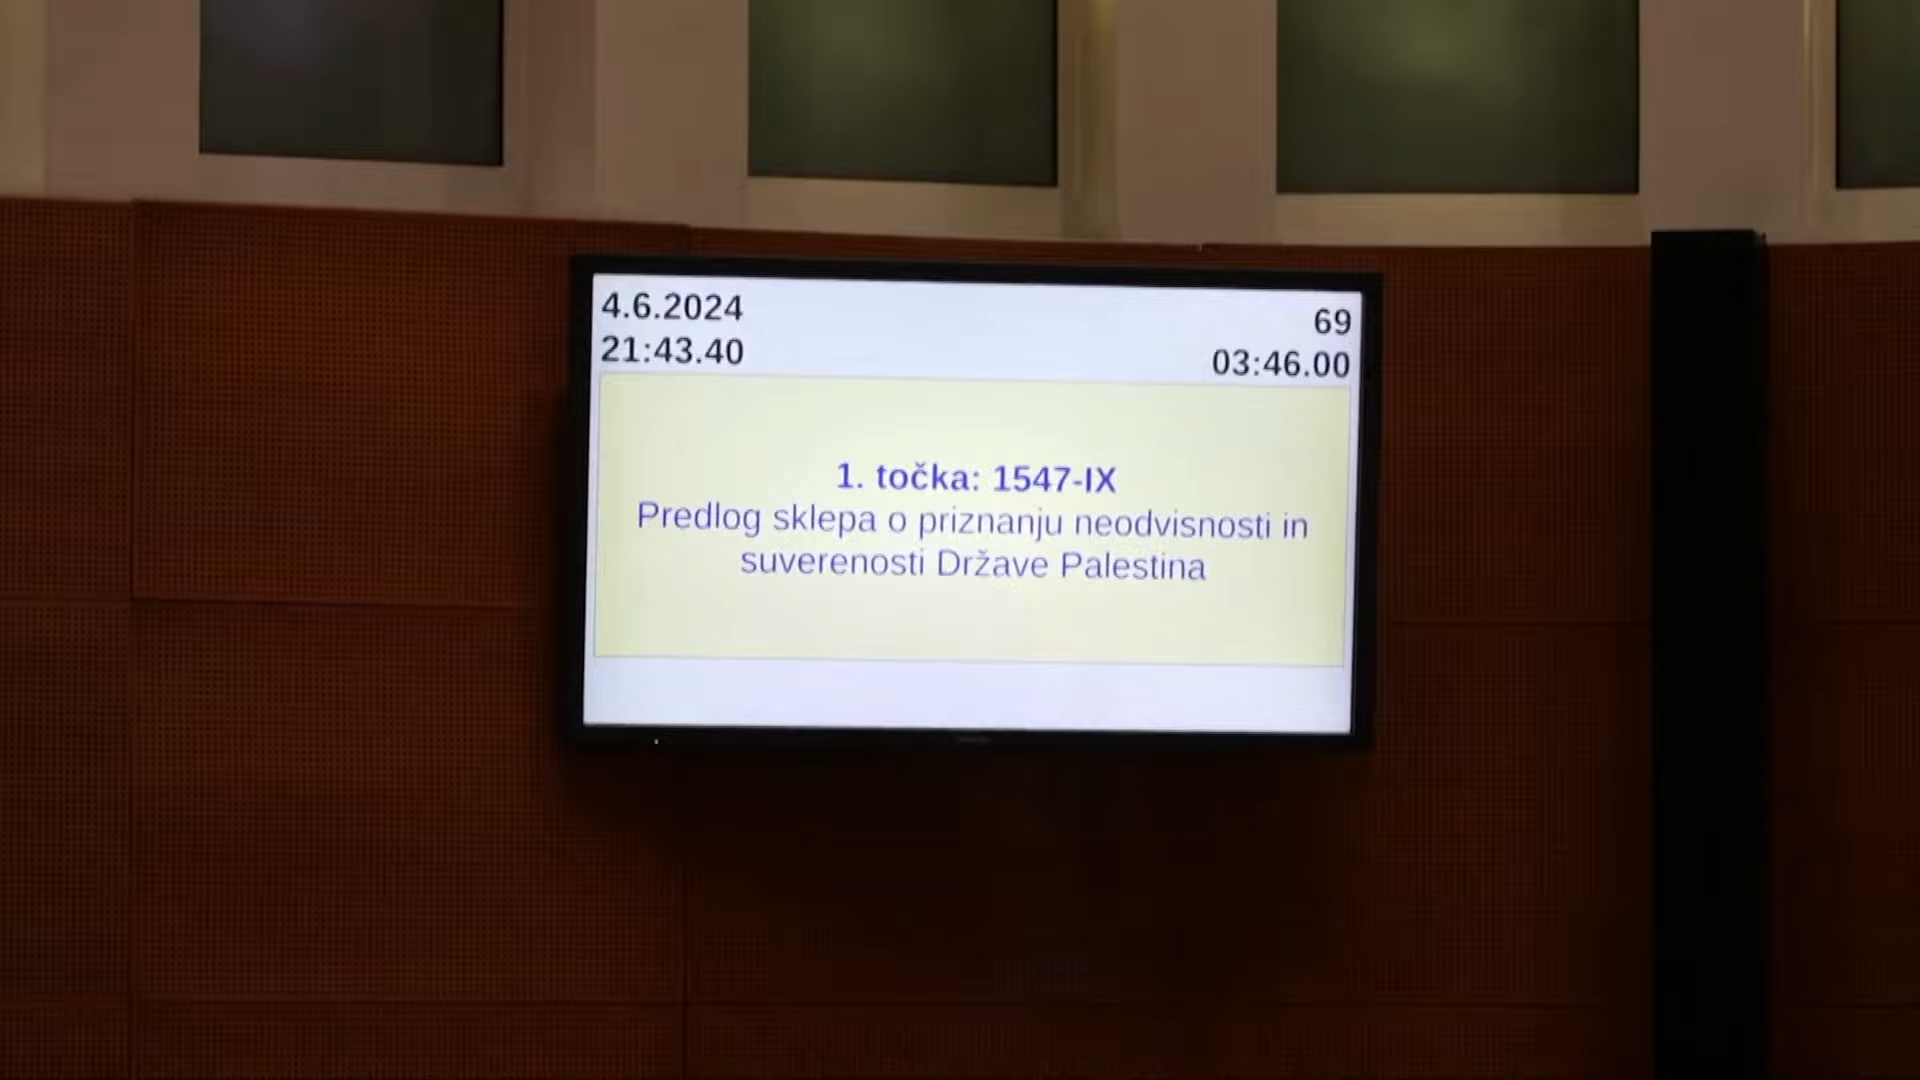 4.6.2024
69
21:43.40
03:46.00
1. točka: 1547-IX
Predlog sklepa o priznanju neodvisnosti in
suverenosti Države Palestina